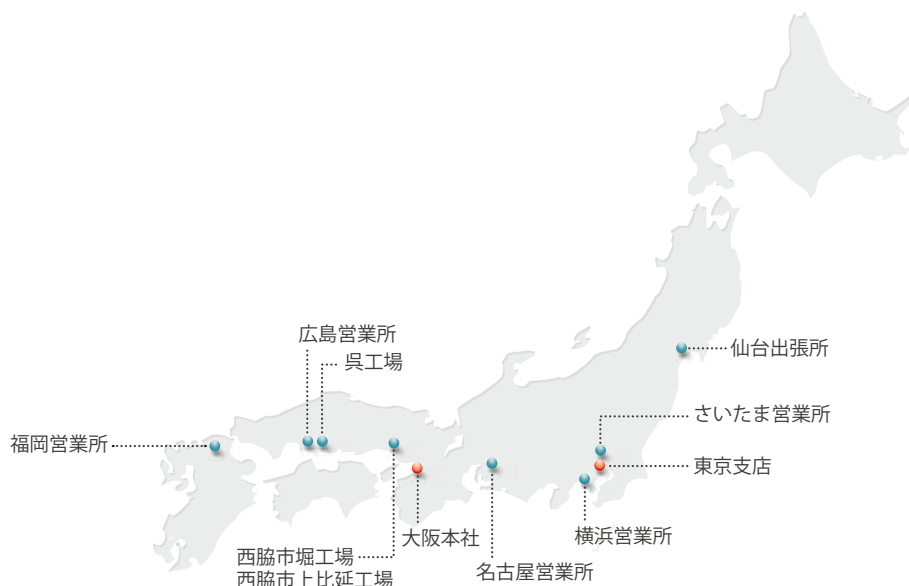 広島営業所
呉工場
仙台出張所
さいたま営業所
福岡営業所
東京支店
大阪本社
横浜営業所
西脇市堀工場
西脇市上比延工場
名古屋営業所